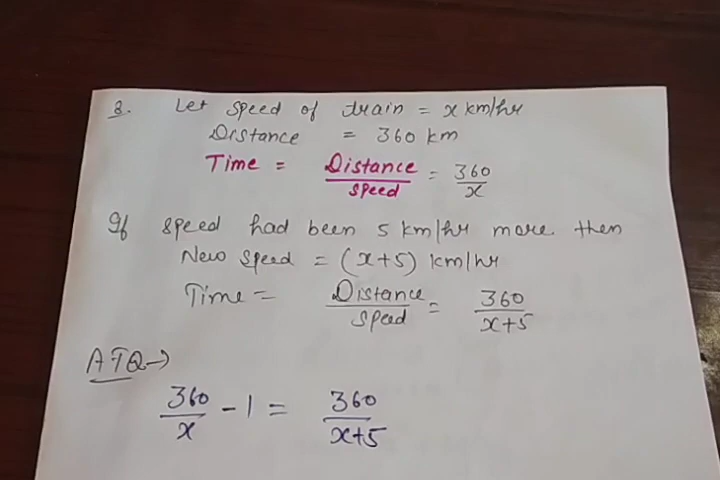 8. Let speed of train = x km/hr
Distance = 360 km
Time = Distance/speed = 360/x
If speed had been 5 km/hr more then
New speed = (x+5) km/hr
Time = Distance/speed = 360/x+5
ATQ→
360/x - 1 = 360/x+5